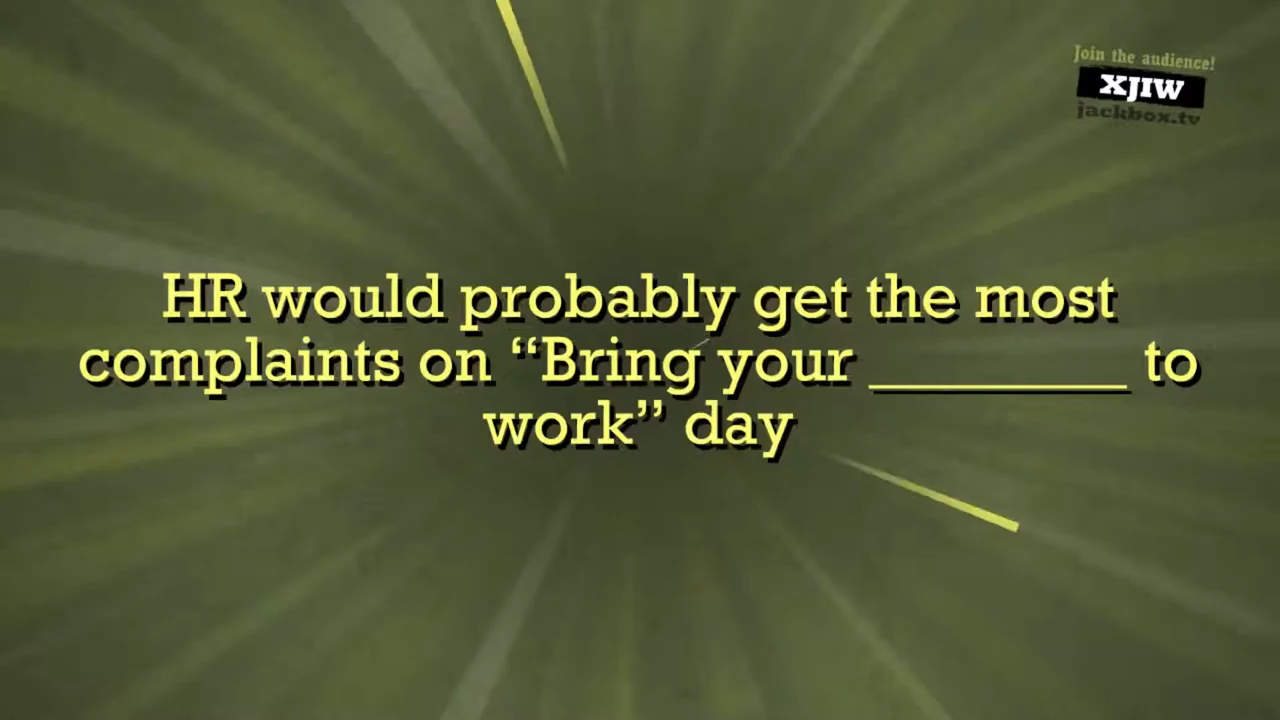 Join the audience!
XJIW
jackbox.tv
HR would probably get the most
complaints on “Bring your ________ to
work” day